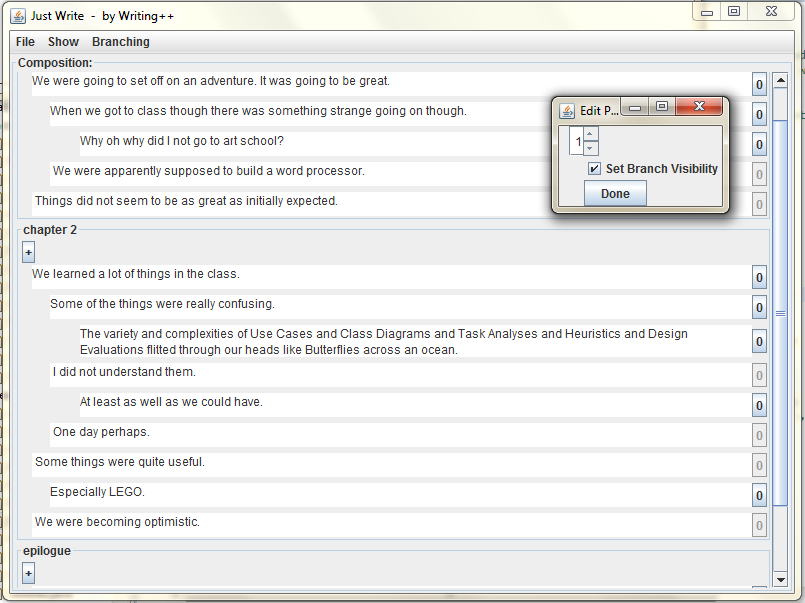 Just Write - by Writing++
File Show Branching
Composition:
We were going to set off on an adventure. It was going to be great.
0
When we got to class though there was something strange going on though.
0
Why oh why did I not go to art school?
0
We were apparently supposed to build a word processor.
0
Things did not seem to be as great as initially expected.
0
Edit P...
1
Set Branch Visibility
Done
chapter 2
+
We learned a lot of things in the class.
0
Some of the things were really confusing.
0
The variety and complexities of Use Cases and Class Diagrams and Task Analyses and Heuristics and Design
Evaluations flitted through our heads like Butterflies across an ocean.
0
I did not understand them.
0
At least as well as we could have.
0
One day perhaps.
0
Some things were quite useful.
0
Especially LEGO.
0
We were becoming optimistic.
0
epilogue
+